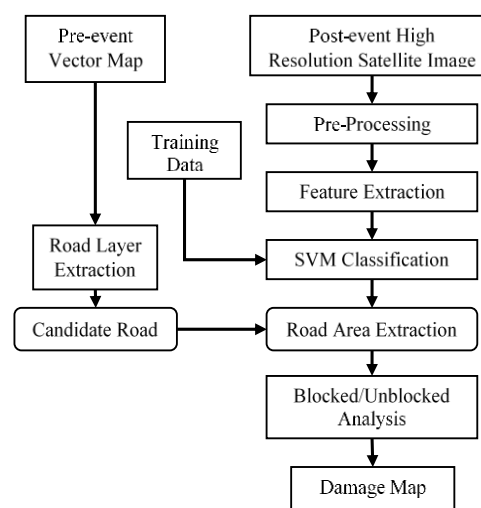 Pre-event
Vector Map
Post-event High
Resolution Satellite Image
Pre-Processing
Training
Data
Feature Extraction
Road Layer
Extraction
SVM Classification
Candidate Road
Road Area Extraction
Blocked/Unblocked
Analysis
Damage Map